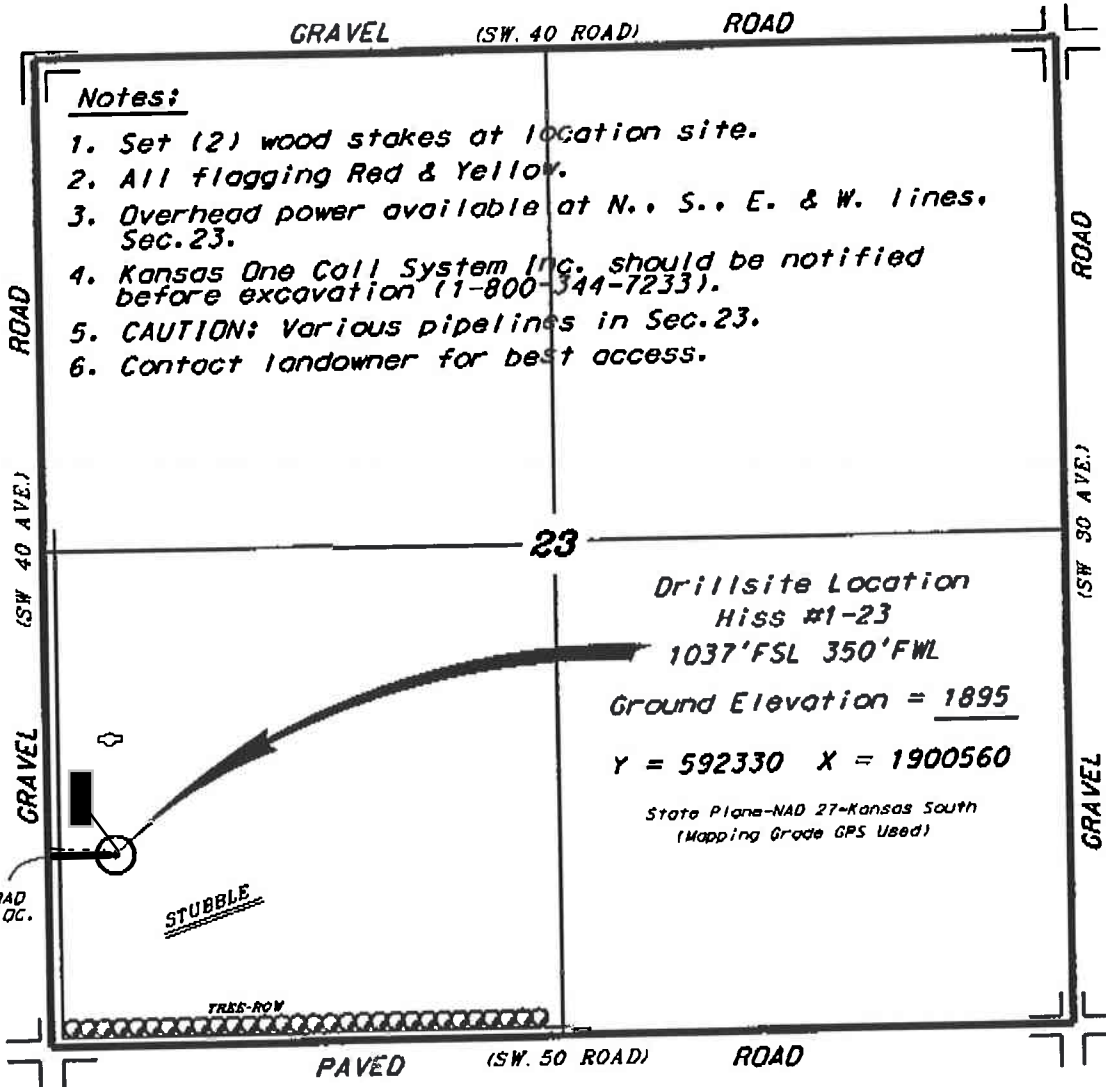 GRAVEL (SW. 40 ROAD) ROAD
Notes:
1. Set (2) wood stakes at location site.
2. All flagging Red & Yellow.
3. Overhead power available at N., S., E. & W. lines,
Sec.23.
4. Kansas One Call System Inc. should be notified
before excavation (1-800-344-7233).
5. CAUTION: Various pipelines in Sec.23.
6. Contact landowner for best access.
ROAD
ROAD
(SW 40 AVE.)
(SW 30 AVE.)
23
Drillsite Location
Hiss #1-23
1037'FSL 350'FWL
Ground Elevation = 1895
Y = 592330 X = 1900560
State Plane-NAD 27-Kansas South
(Mapping Grade GPS Used)
GRAVEL
GRAVEL
STUBBLE
TREE-ROW
PAVED (SW. 50 ROAD) ROAD